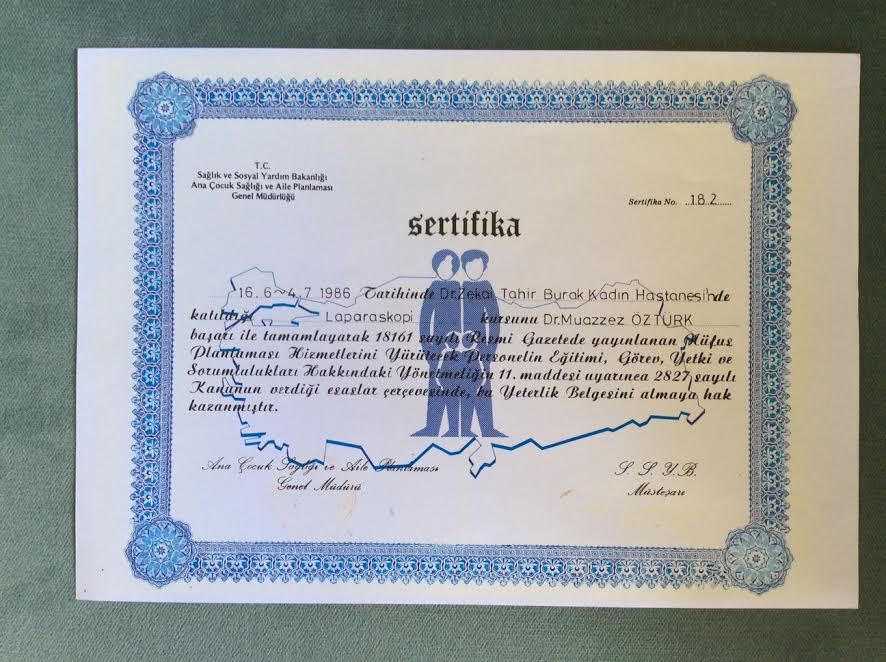 T.C.
Sağlık ve Sosyal Yardım Bakanlığı
Ana Çocuk Sağlığı ve Aile Planlaması
Genel Müdürlüğü
Sertifika No. ..182......
sertifika
16.6~4.7 1986 Tarihinde Dr.Zekai Tahir Burak Kadın Hastanesinde
katıldığı Laparaskopi kursunu Dr.Muazzez ÖZTÜRK
başarı ile tamamlayarak 18161 sayılı Resmi Gazetede yayınlanan Nüfus
Planlaması Hizmetlerini Yürütecek Personelin Eğitimi, Görev, Yetki ve
Sorumlulukları Hakkındaki Yönetmeliğin 11. maddesi uyarınca 2827 sayılı
Kanunun verdiği esaslar çerçevesinde, bu Yeterlik Belgesini almaya hak
kazanmıştır.
Ana Çocuk Sağlığı ve Aile Planlaması
Genel Müdürü
S. S. Y. B.
Müsteşarı